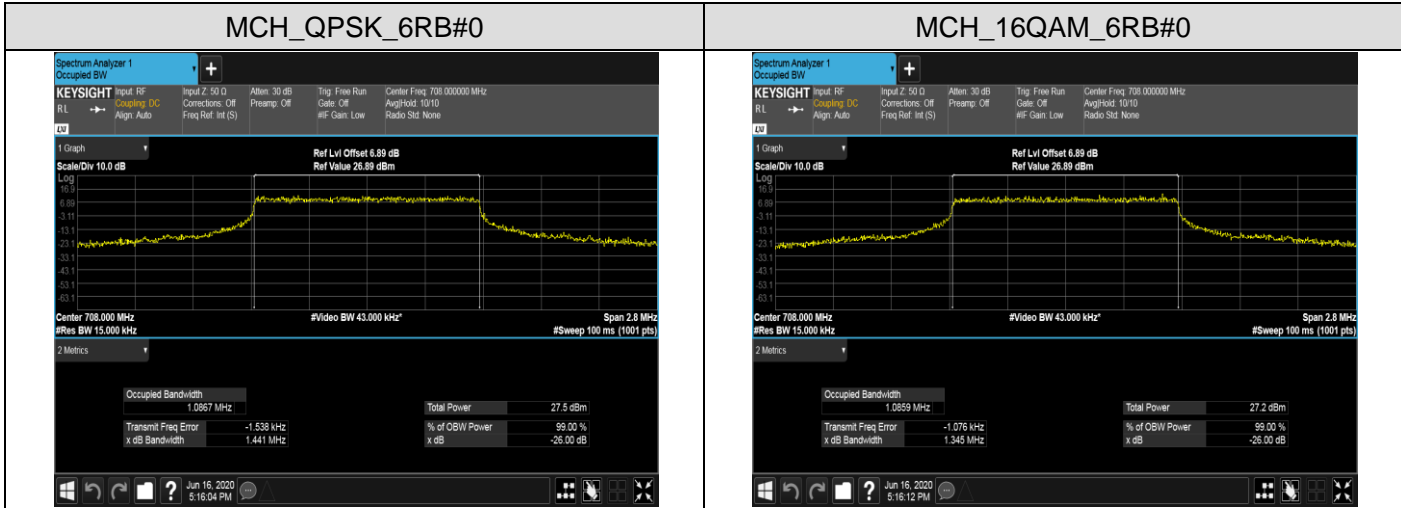 MCH_QPSK_6RB#0
MCH_16QAM_6RB#0
Spectrum Analyzer 1
Occupied BW
+
KEYSIGHT
Input: RF
Input Z: 50 Ω
Atten: 30 dB
Trig: Free Run
Center Freq: 708.000000 MHz
R L
Coupling: DC
Corrections: Off
Preamp: Off
Gate: Off
Avg|Hold: 10/10
Align: Auto
Freq Ref: Int (S)
#IF Gain: Low
Radio Std: None
LXI
1 Graph
Ref Lvl Offset 6.89 dB
Scale/Div 10.0 dB
Ref Value 26.89 dBm
Log
16.9
6.89
-3.11
-13.1
-23.1
-33.1
-43.1
-53.1
-63.1
Center 708.000 MHz
#Video BW 43.000 kHz*
Span 2.8 MHz
#Res BW 15.000 kHz
#Sweep 100 ms (1001 pts)
2 Metrics
Occupied Bandwidth
1.0867 MHz
Total Power
27.5 dBm
Transmit Freq Error
-1.538 kHz
% of OBW Power
99.00 %
x dB Bandwidth
1.441 MHz
x dB
-26.00 dB
?
Jun 16, 2020
5:16:04 PM
Spectrum Analyzer 1
Occupied BW
+
KEYSIGHT
Input: RF
Input Z: 50 Ω
Atten: 30 dB
Trig: Free Run
Center Freq: 708.000000 MHz
R L
Coupling: DC
Corrections: Off
Preamp: Off
Gate: Off
Avg|Hold: 10/10
Align: Auto
Freq Ref: Int (S)
#IF Gain: Low
Radio Std: None
LXI
1 Graph
Ref Lvl Offset 6.89 dB
Scale/Div 10.0 dB
Ref Value 26.89 dBm
Log
16.9
6.89
-3.11
-13.1
-23.1
-33.1
-43.1
-53.1
-63.1
Center 708.000 MHz
#Video BW 43.000 kHz*
Span 2.8 MHz
#Res BW 15.000 kHz
#Sweep 100 ms (1001 pts)
2 Metrics
Occupied Bandwidth
1.0859 MHz
Total Power
27.2 dBm
Transmit Freq Error
-1.076 kHz
% of OBW Power
99.00 %
x dB Bandwidth
1.345 MHz
x dB
-26.00 dB
?
Jun 16, 2020
5:16:12 PM